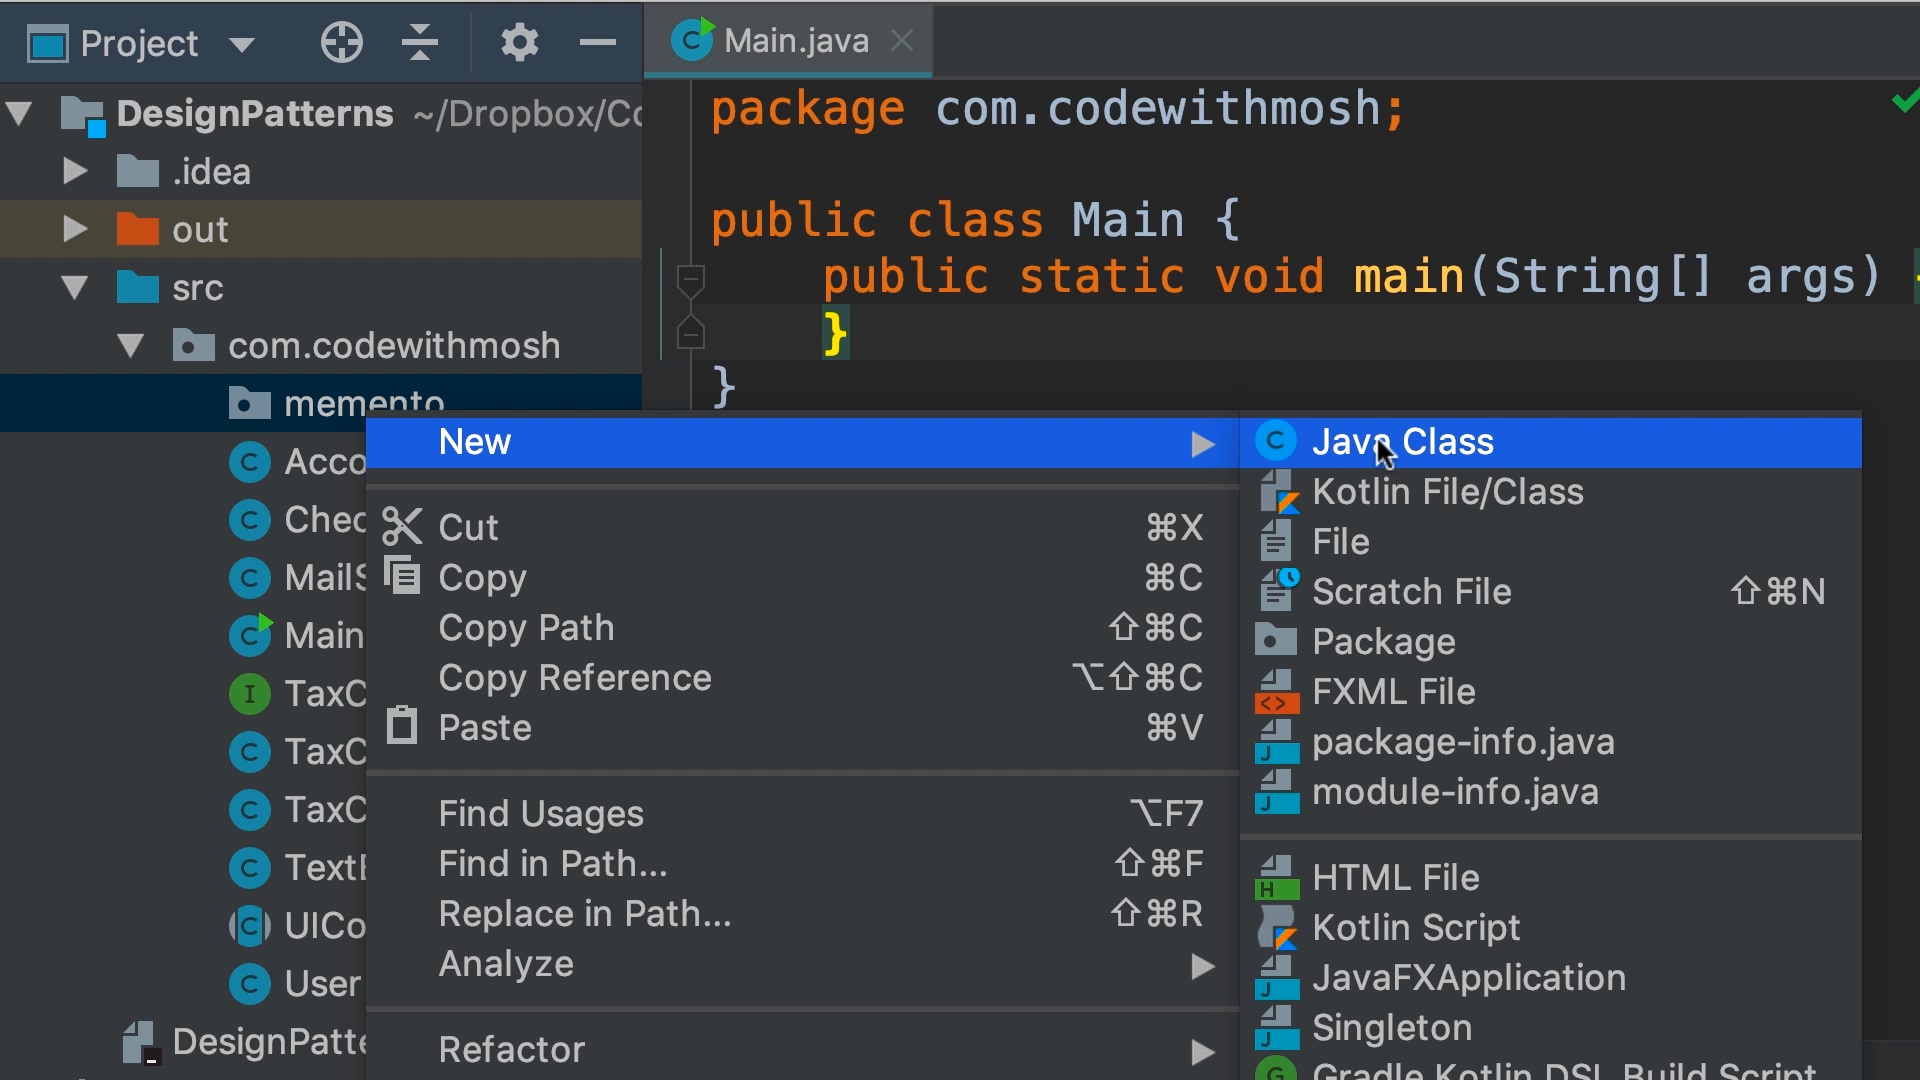 Project
Main.java
DesignPatterns ~/Dropbox/Co
.idea
out
src
com.codewithmosh
memento
Acco
Chec
MailS
Main
TaxC
TaxC
TaxC
TextE
UICo
User
DesignPatte
package com.codewithmosh;
public class Main {
public static void main(String[] args) {
}
}
New
Cut ⌘X
Copy ⌘C
Copy Path ⇧⌘C
Copy Reference ⌥⇧⌘C
Paste ⌘V
Find Usages ⌥F7
Find in Path... ⇧⌘F
Replace in Path... ⇧⌘R
Analyze
Refactor
Java Class
Kotlin File/Class
File
Scratch File ⇧⌘N
Package
FXML File
package-info.java
module-info.java
HTML File
Kotlin Script
JavaFXApplication
Singleton
Gradle Kotlin DSL Build Script